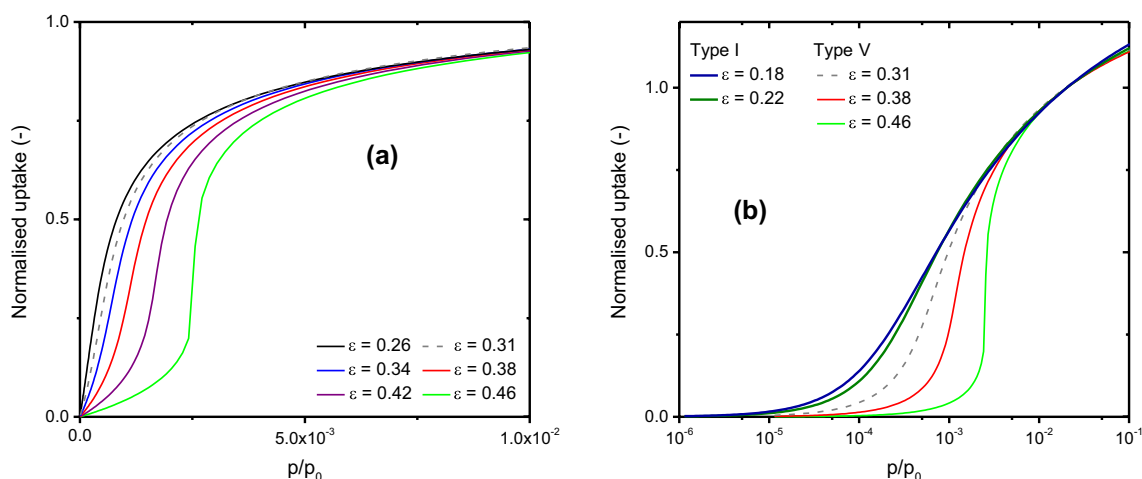 1.0
0.5
0.0
Normalised uptake (-)
(a)
ε = 0.26 ε = 0.31
ε = 0.34 ε = 0.38
ε = 0.42 ε = 0.46
0.0 5.0x10⁻³ 1.0x10⁻²
p/p₀
Type I Type V
ε = 0.18 ε = 0.31
ε = 0.22 ε = 0.38
ε = 0.46
1.0
0.5
0.0
Normalised uptake (-)
(b)
10⁻⁶ 10⁻⁵ 10⁻⁴ 10⁻³ 10⁻² 10⁻¹
p/p₀